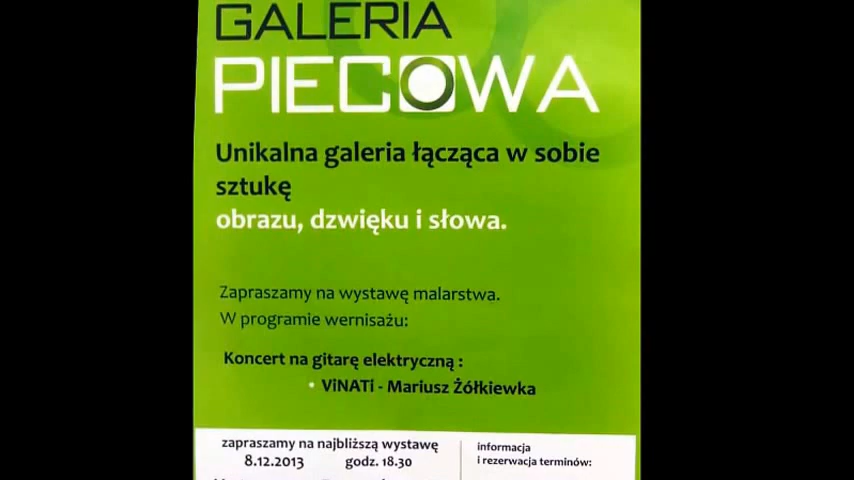 GALERIA
PIECOWA
Unikalna galeria łącząca w sobie
sztukę
obrazu, dzwięku i słowa.
Zapraszamy na wystawę malarstwa.
W programie wernisażu:
Koncert na gitarę elektryczną :
• ViNATi - Mariusz Żółkiewka
zapraszamy na najbliższą wystawę
8.12.2013 godz. 18.30
informacja
i rezerwacja terminów: